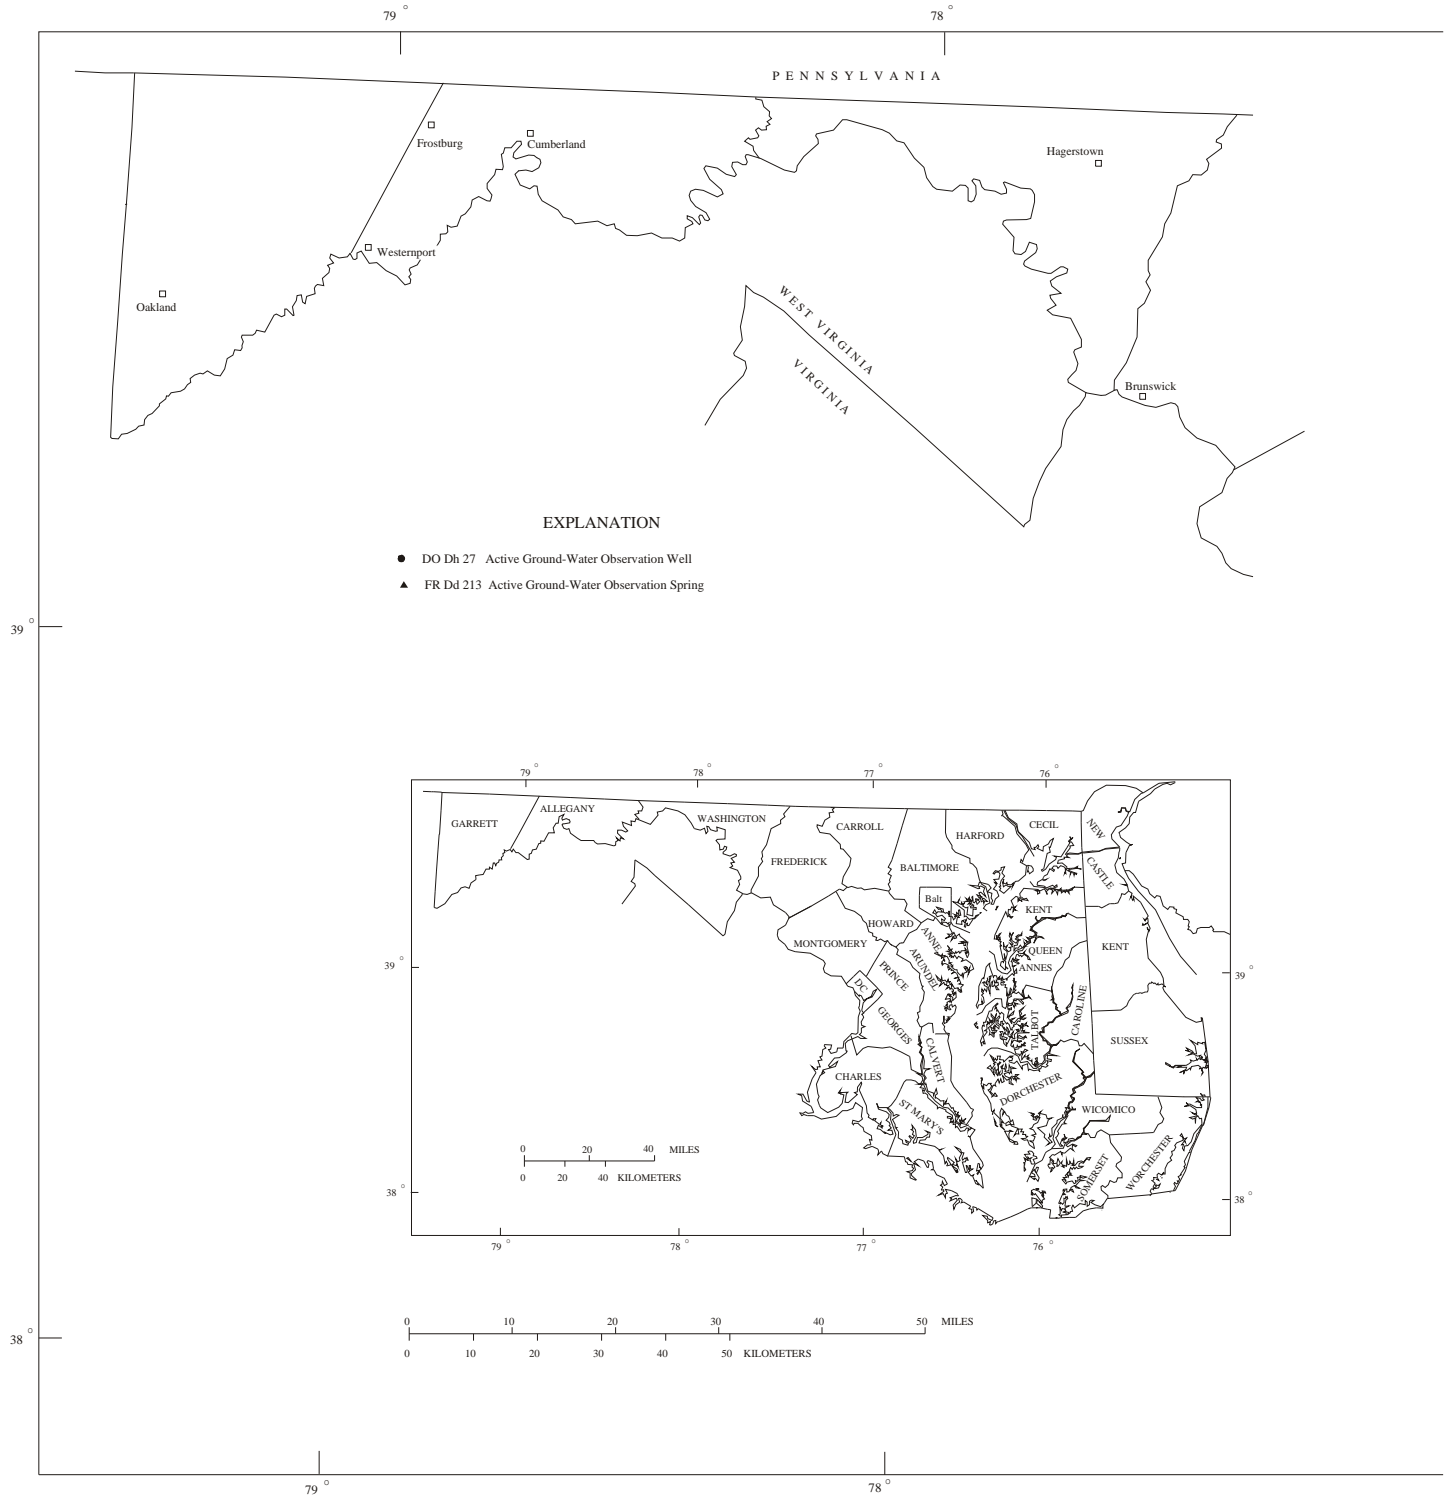 79°
78°
PENNSYLVANIA
Frostburg
Cumberland
Hagerstown
Westernport
Oakland
WEST VIRGINIA
VIRGINIA
Brunswick
EXPLANATION
DO Dh 27 Active Ground-Water Observation Well
FR Dd 213 Active Ground-Water Observation Spring
39°
79°
78°
77°
76°
GARRETT
ALLEGANY
WASHINGTON
FREDERICK
CARROLL
BALTIMORE
HARFORD
CECIL
NEW
CASTLE
Balt
KENT
HOWARD
MONTGOMERY
ANNE
ARUNDEL
QUEEN
ANNES
KENT
PRINCE
GEORGES
DC
39°
39°
TALBOT
CAROLINE
SUSSEX
CALVERT
CHARLES
ST MARY'S
DORCHESTER
WICOMICO
SOMERSET
WORCHESTER
0 20 40 MILES
0 20 40 KILOMETERS
38°
38°
79°
78°
77°
76°
0 10 20 30 40 50 MILES
0 10 20 30 40 50 KILOMETERS
38°
79°
78°